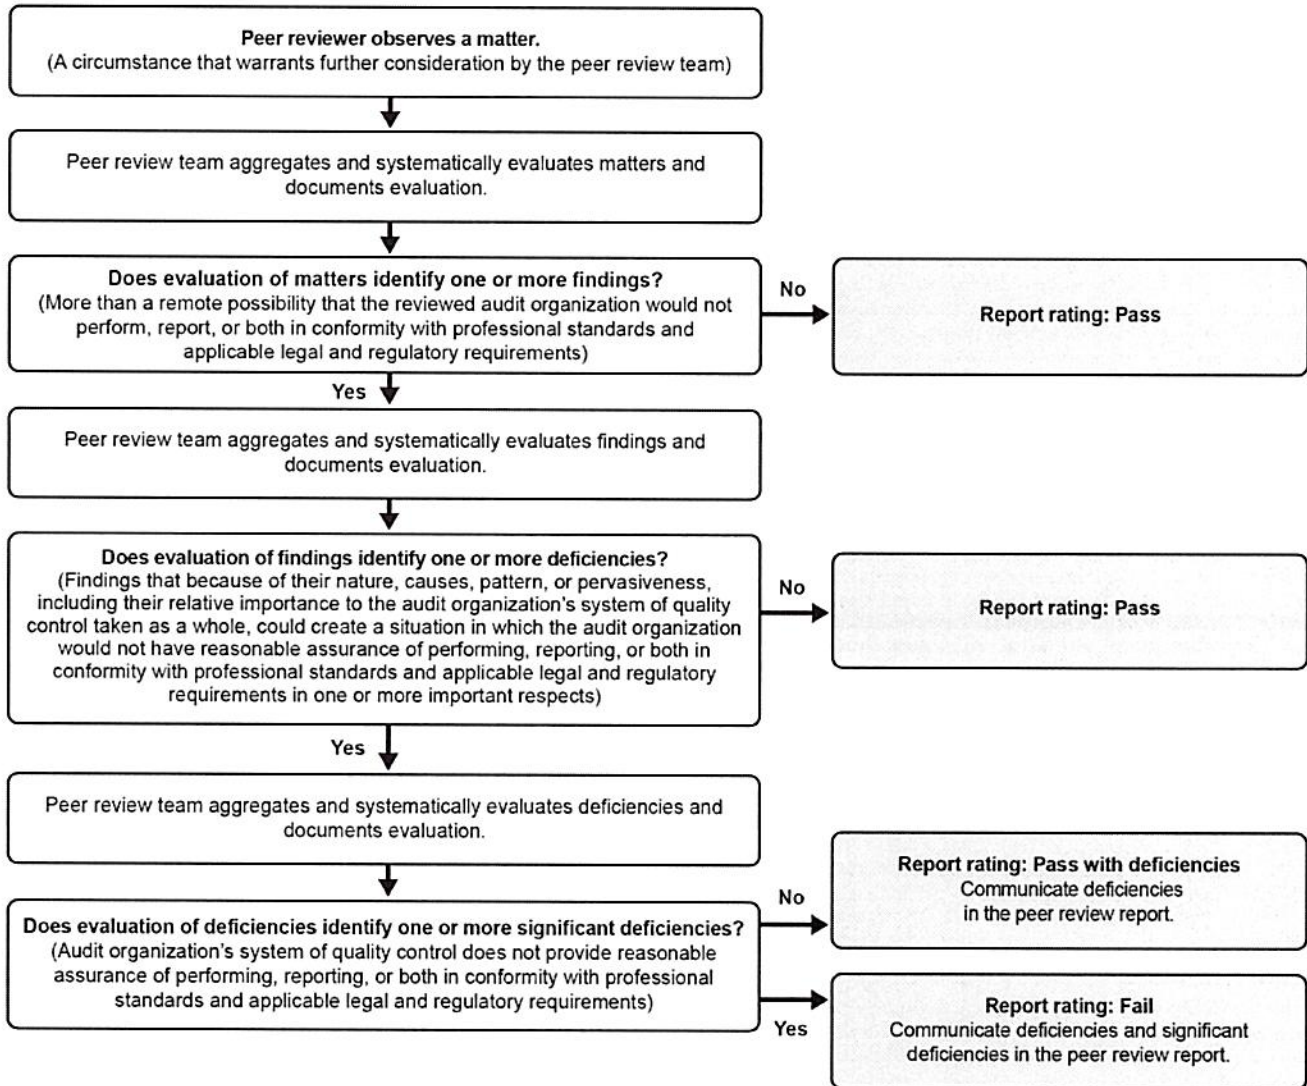 Peer reviewer observes a matter.
(A circumstance that warrants further consideration by the peer review team)
Peer review team aggregates and systematically evaluates matters and
documents evaluation.
Does evaluation of matters identify one or more findings?
(More than a remote possibility that the reviewed audit organization would not
perform, report, or both in conformity with professional standards and
applicable legal and regulatory requirements)
No
Report rating: Pass
Yes
Peer review team aggregates and systematically evaluates findings and
documents evaluation.
Does evaluation of findings identify one or more deficiencies?
(Findings that because of their nature, causes, pattern, or pervasiveness,
including their relative importance to the audit organization's system of quality
control taken as a whole, could create a situation in which the audit organization
would not have reasonable assurance of performing, reporting, or both in
conformity with professional standards and applicable legal and regulatory
requirements in one or more important respects)
No
Report rating: Pass
Yes
Peer review team aggregates and systematically evaluates deficiencies and
documents evaluation.
Does evaluation of deficiencies identify one or more significant deficiencies?
(Audit organization's system of quality control does not provide reasonable
assurance of performing, reporting, or both in conformity with professional
standards and applicable legal and regulatory requirements)
No
Report rating: Pass with deficiencies
Communicate deficiencies
in the peer review report.
Yes
Report rating: Fail
Communicate deficiencies and significant
deficiencies in the peer review report.